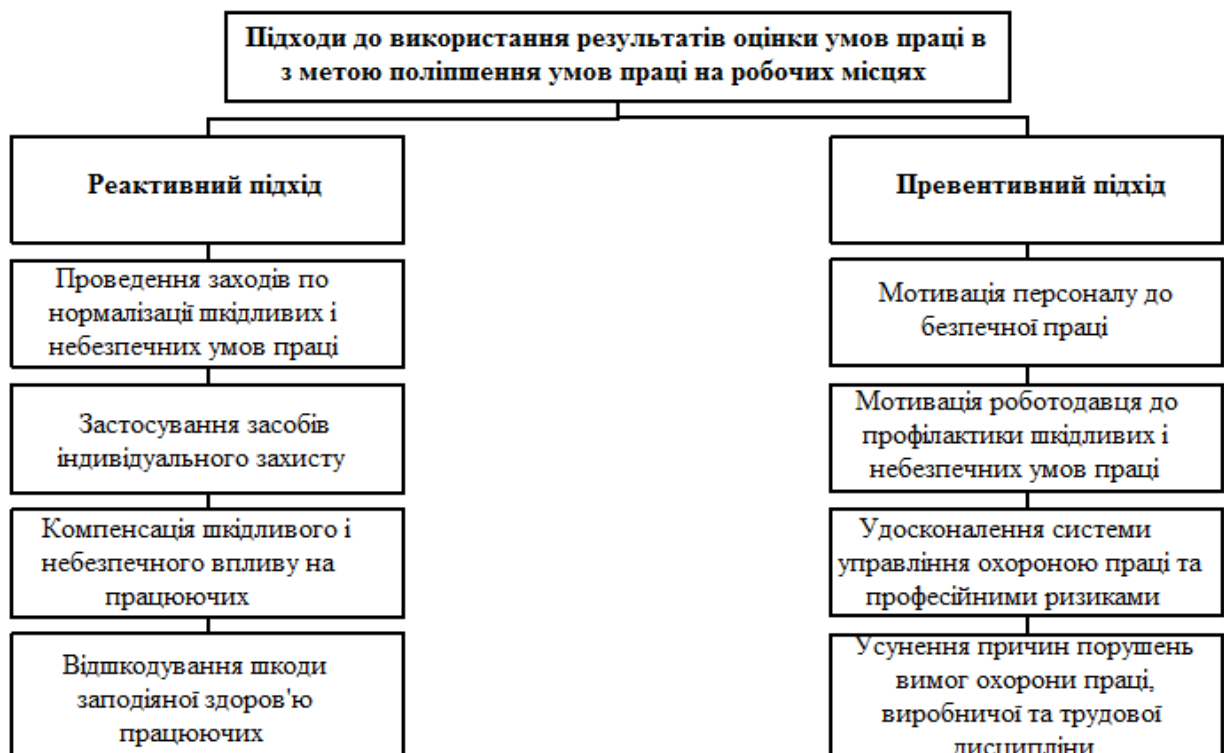 Підходи до використання результатів оцінки умов праці в
з метою поліпшення умов праці на робочих місцях
Реактивний підхід
Проведення заходів по
нормалізації шкідливих і
небезпечних умов праці
Застосування засобів
індивідуального захисту
Компенсація шкідливого і
небезпечного впливу на
працюючих
Відшкодування шкоди
заподіяної здоров'ю
працюючих
Превентивний підхід
Мотивація персоналу до
безпечної праці
Мотивація роботодавця до
профілактики шкідливих і
небезпечних умов праці
Удосконалення системи
управління охороною праці та
професійними ризиками
Усунення причин порушень
вимог охорони праці,
виробничої та трудової
дисципліни